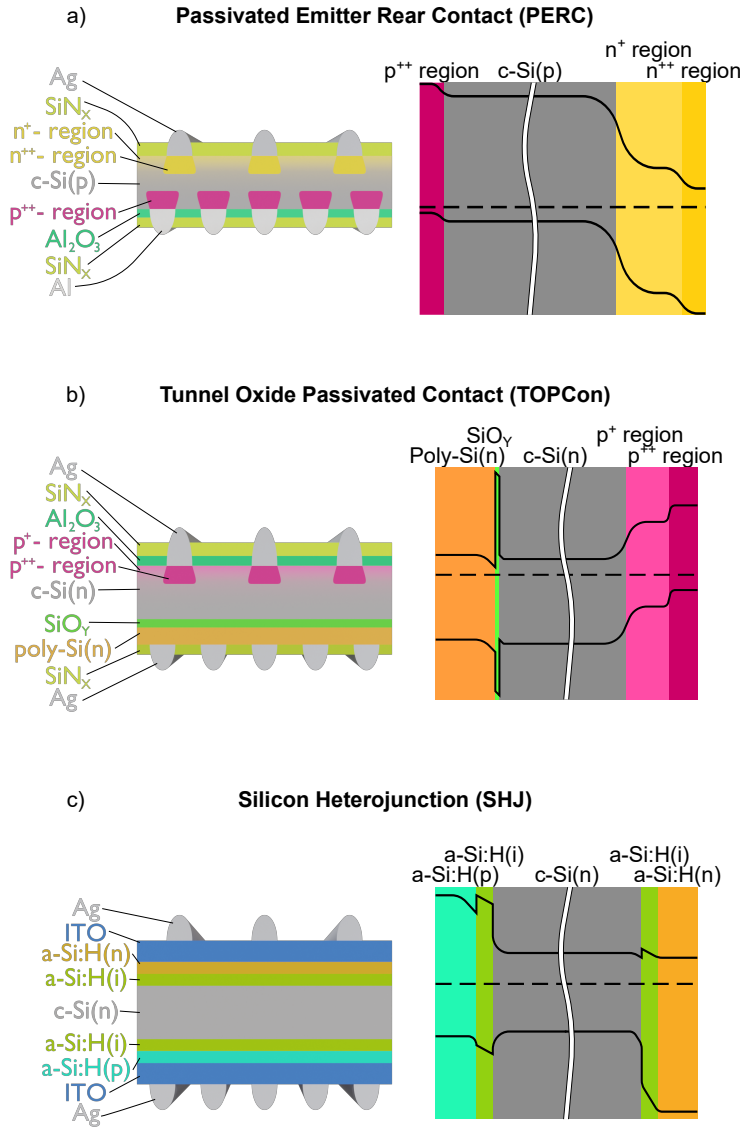 a) Passivated Emitter Rear Contact (PERC)
Ag
SiNₓ
n⁺- region
n⁺⁺- region
c-Si(p)
p⁺⁺- region
Al₂O₃
SiNₓ
Al
n⁺ region
p⁺⁺ region c-Si(p) n⁺⁺ region
b) Tunnel Oxide Passivated Contact (TOPCon)
Ag
SiNₓ
Al₂O₃
p⁺- region
p⁺⁺- region
c-Si(n)
SiOY
poly-Si(n)
SiNₓ
Ag
SiOY p⁺ region
Poly-Si(n) c-Si(n) p⁺⁺ region
c) Silicon Heterojunction (SHJ)
Ag
ITO
a-Si:H(n)
a-Si:H(i)
c-Si(n)
a-Si:H(i)
a-Si:H(p)
ITO
Ag
a-Si:H(i) a-Si:H(i)
a-Si:H(p) c-Si(n) a-Si:H(n)